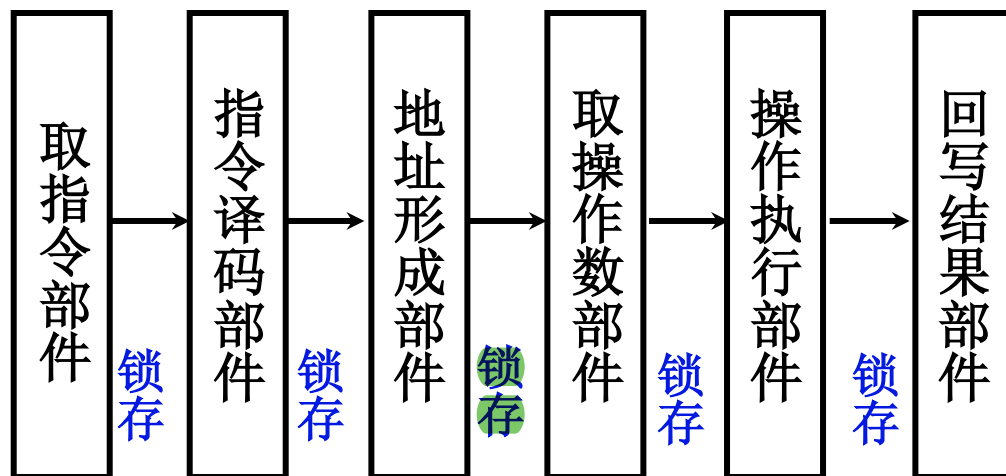 取指令部件
锁存
指令译码部件
锁存
地址形成部件
锁存
取操作数部件
锁存
操作执行部件
锁存
回写结果部件